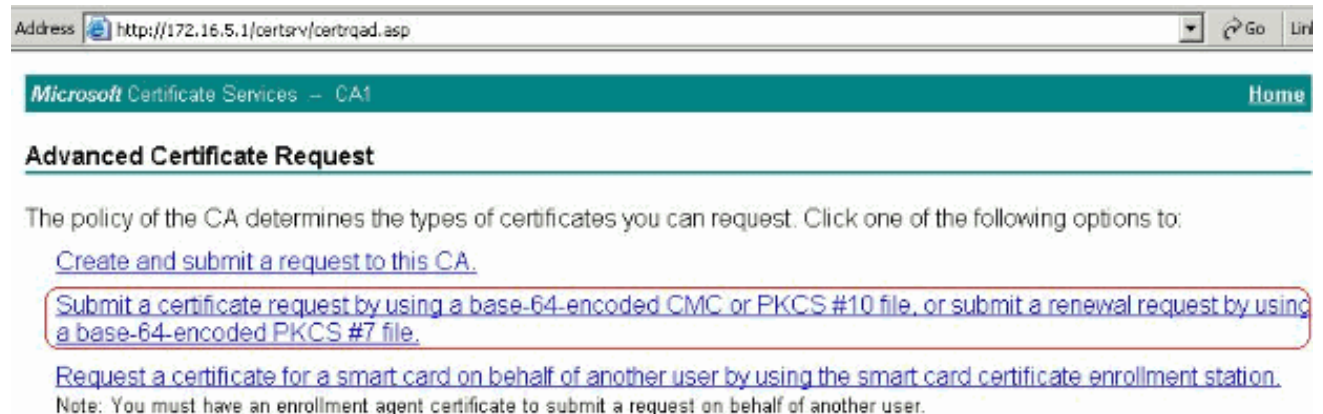 Address http://172.16.5.1/certsrv/certrqad.asp Go
Microsoft Certificate Services -- CA1 Home
Advanced Certificate Request
The policy of the CA determines the types of certificates you can request. Click one of the following options to:
Create and submit a request to this CA.
Submit a certificate request by using a base-64-encoded CMC or PKCS #10 file, or submit a renewal request by using
a base-64-encoded PKCS #7 file.
Request a certificate for a smart card on behalf of another user by using the smart card certificate enrollment station.
Note: You must have an enrollment agent certificate to submit a request on behalf of another user.